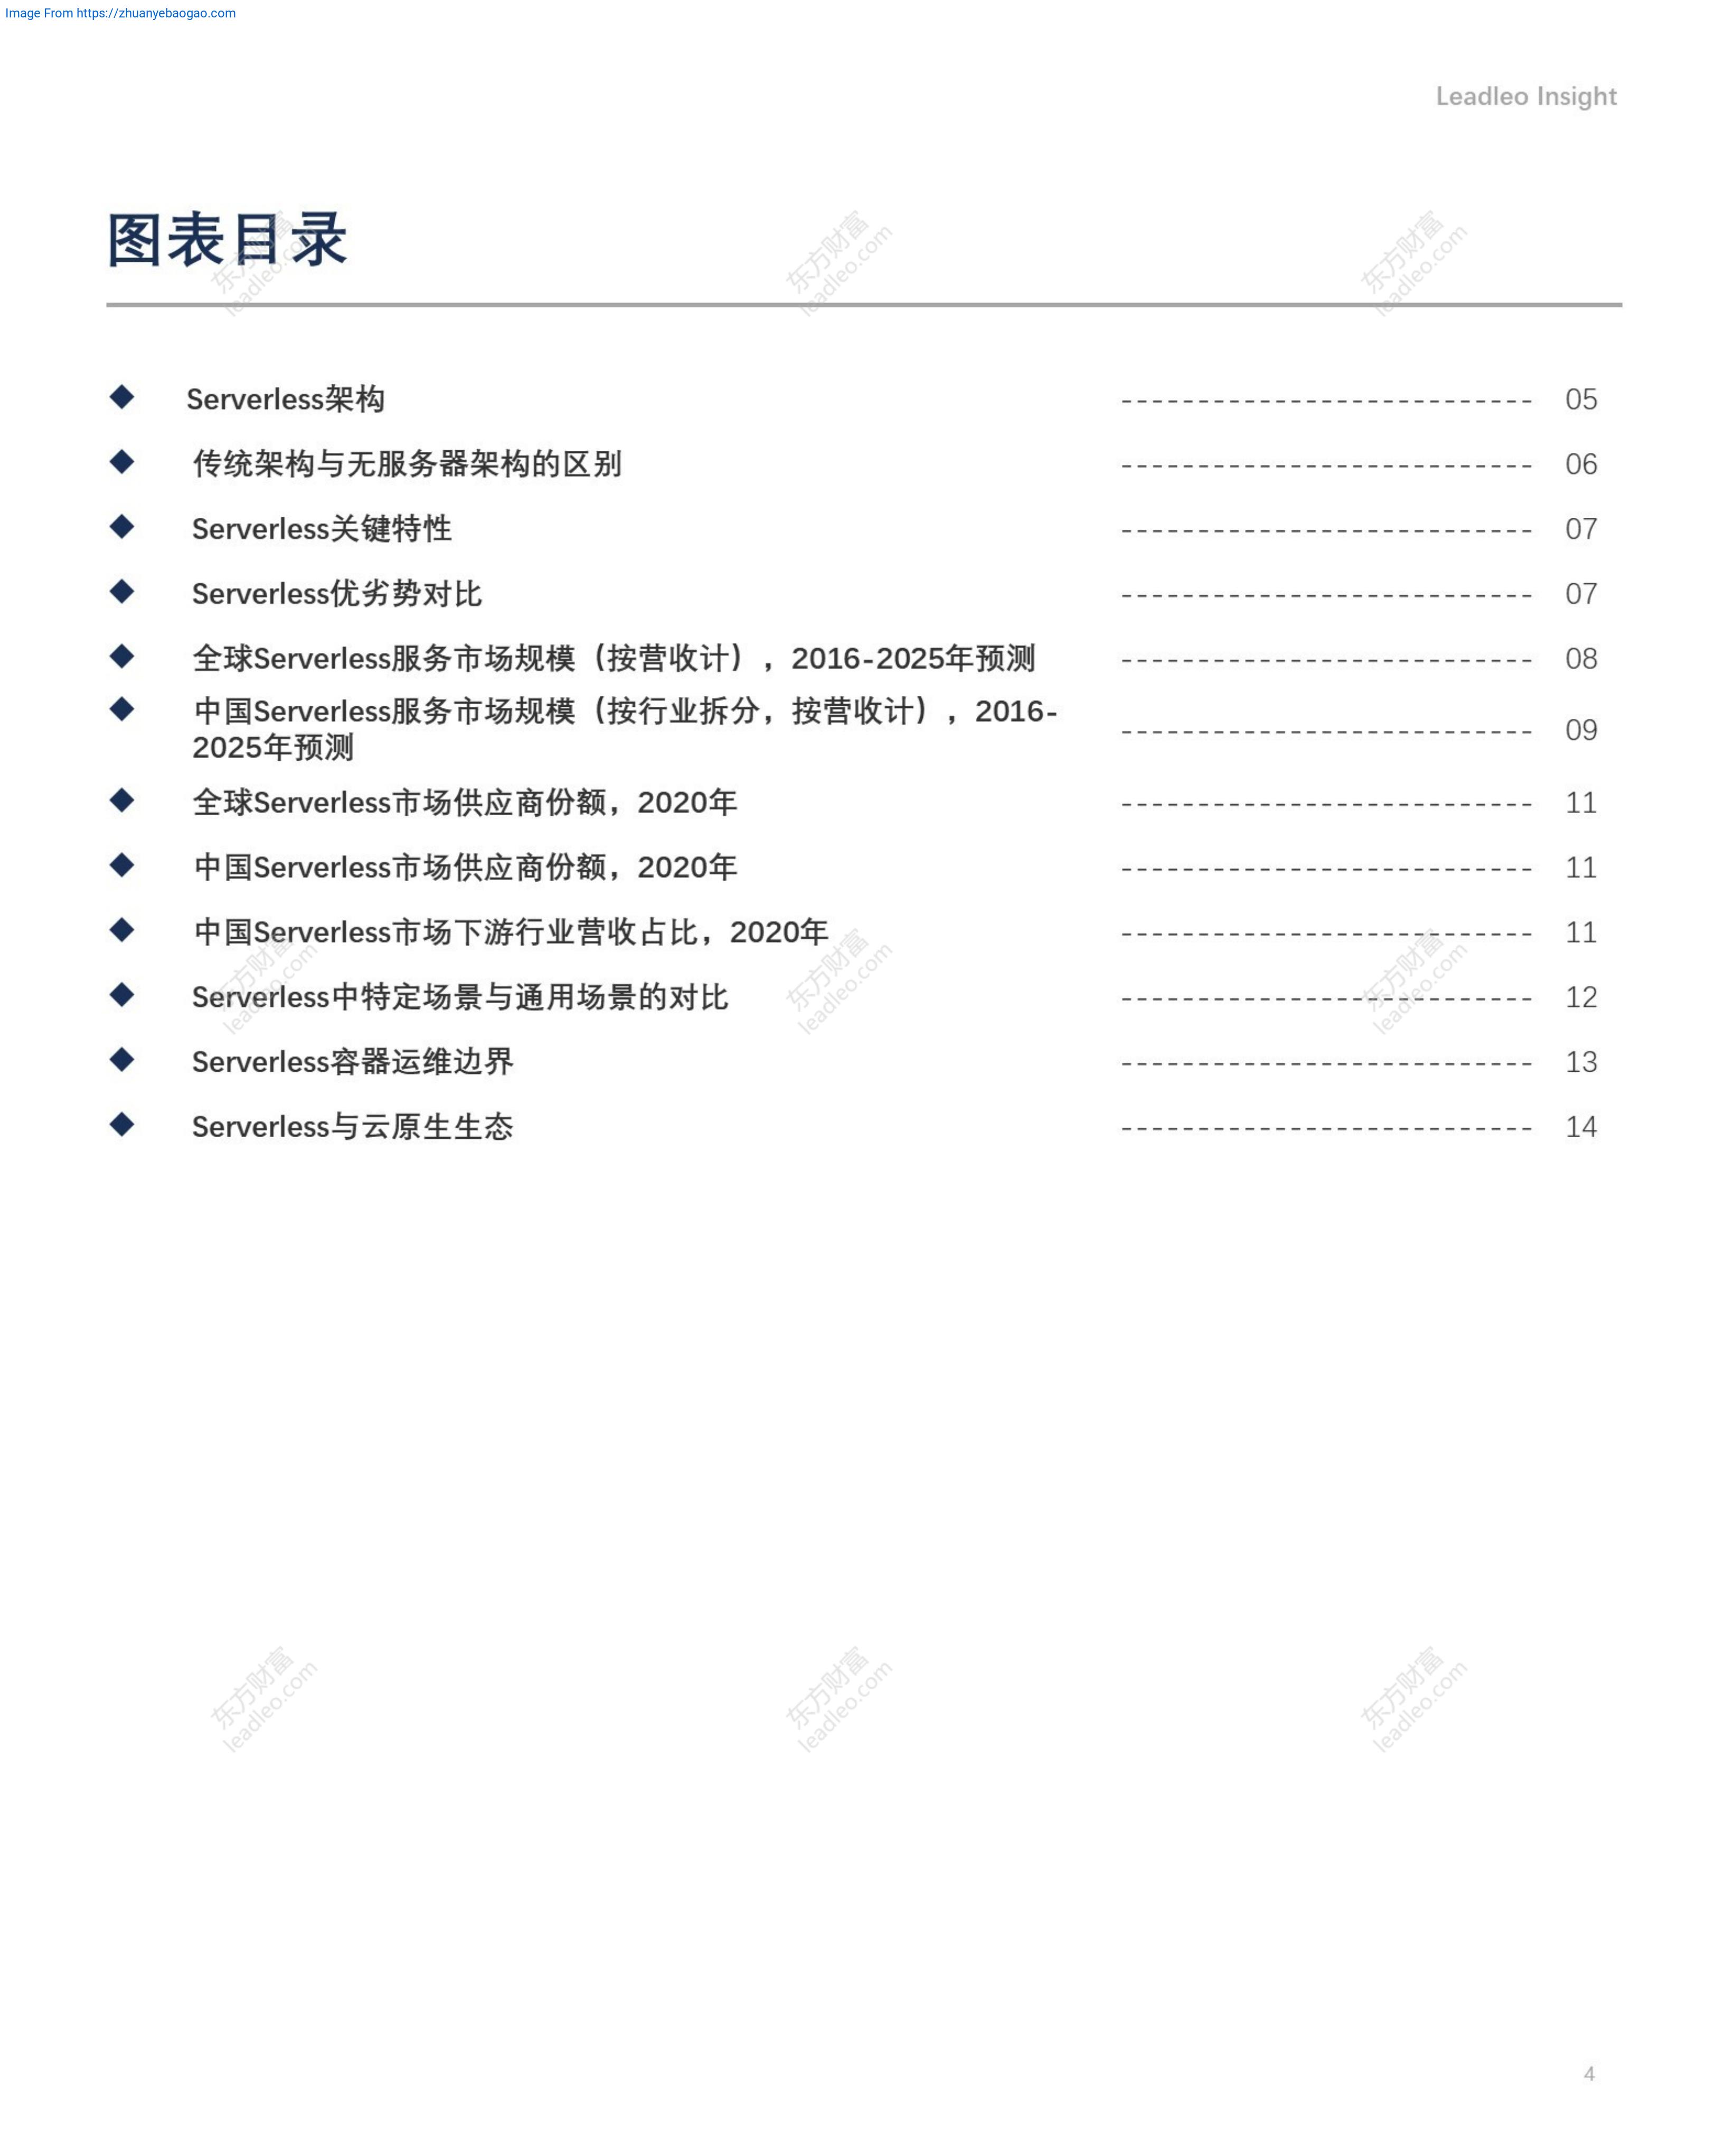 Image From https://zhuanyebaogao.com
Leadleo Insight
图表目录
Serverless架构 -------------------------- 05
传统架构与无服务器架构的区别 -------------------------- 06
Serverless关键特性 -------------------------- 07
Serverless优劣势对比 -------------------------- 07
全球Serverless服务市场规模（按营收计），2016-2025年预测 -------------------------- 08
中国Serverless服务市场规模（按行业拆分，按营收计），2016-
2025年预测 -------------------------- 09
全球Serverless市场供应商份额，2020年 -------------------------- 11
中国Serverless市场供应商份额，2020年 -------------------------- 11
中国Serverless市场下游行业营收占比，2020年 -------------------------- 11
Serverless中特定场景与通用场景的对比 -------------------------- 12
Serverless容器运维边界 -------------------------- 13
Serverless与云原生生态 -------------------------- 14
东方财富
leadleo.com
东方财富
leadleo.com
东方财富
leadleo.com
东方财富
leadleo.com
东方财富
leadleo.com
东方财富
leadleo.com
东方财富
leadleo.com
东方财富
leadleo.com
东方财富
leadleo.com
4